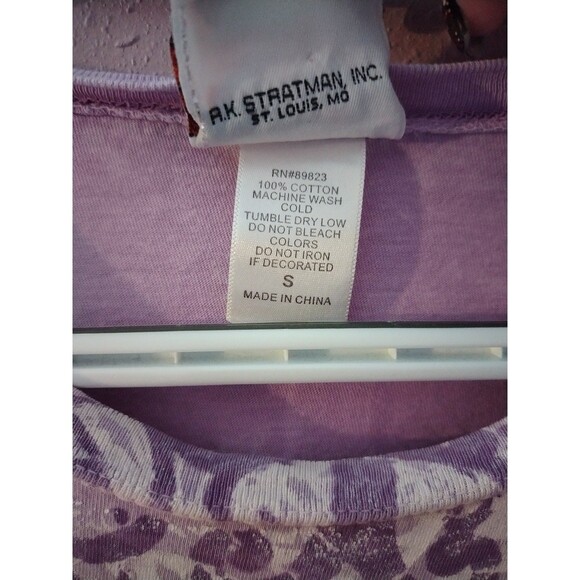 A.K. STRATMAN, INC.
ST. LOUIS, MO
RN#89823
100% COTTON
MACHINE WASH
COLD
TUMBLE DRY LOW
DO NOT BLEACH
COLORS
DO NOT IRON
IF DECORATED
S
MADE IN CHINA